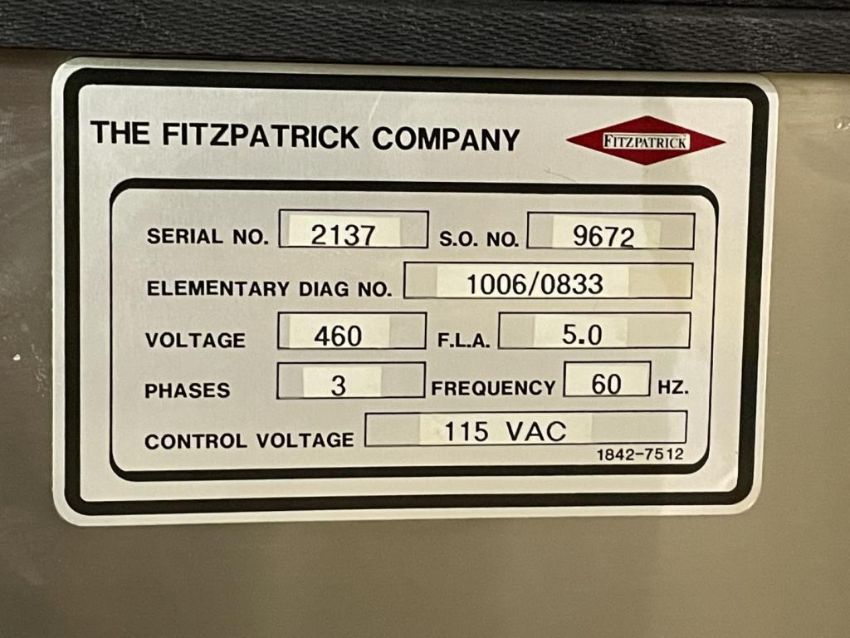 THE FITZPATRICK COMPANY
FITZPATRICK
SERIAL NO. 2137 S.O. NO. 9672
ELEMENTARY DIAG NO. 1006/0833
VOLTAGE 460 F.L.A. 5.0
PHASES 3 FREQUENCY 60 HZ.
CONTROL VOLTAGE 115 VAC
1842-7512